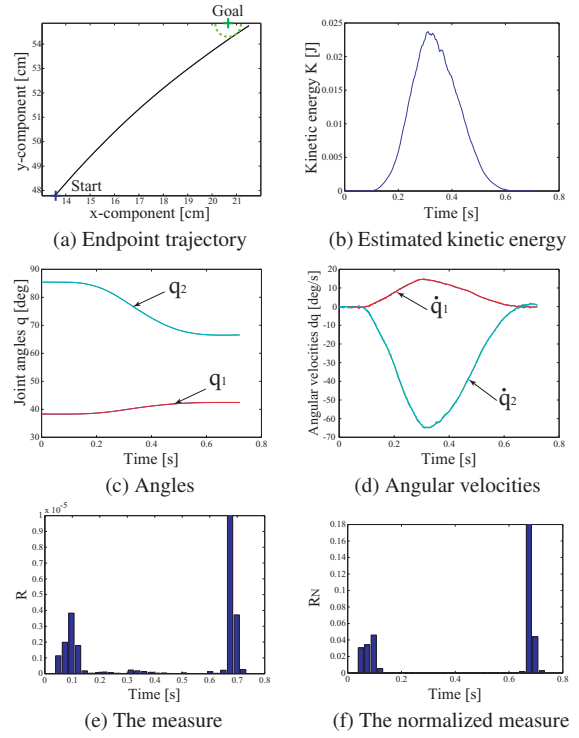 Goal
54
53
52
51
50
49
48
y-component [cm]
Start
14 15 16 17 18 19 20 21
x-component [cm]
(a) Endpoint trajectory
0.025
0.02
0.015
0.01
0.005
0
Kinetic energy K [J]
0 0.2 0.4 0.6 0.8
Time [s]
(b) Estimated kinetic energy
90
80
70
60
50
40
30
Joint angles q [deg]
q2
q1
0 0.2 0.4 0.6 0.8
Time [s]
(c) Angles
20
10
0
-10
-20
-30
-40
-50
-60
-70
Angular velocities dq [deg/s]
q̇1
q̇2
0 0.2 0.4 0.6 0.8
Time [s]
(d) Angular velocities
1 x 10^-5
0.9
0.8
0.7
0.6
0.5
0.4
0.3
0.2
0.1
0
R
0 0.1 0.2 0.3 0.4 0.5 0.6 0.7 0.8
Time [s]
(e) The measure
0.18
0.16
0.12
0.08
0.04
0.00
RN
0 0.2 0.4 0.6 0.8
Time [s]
(f) The normalized measure